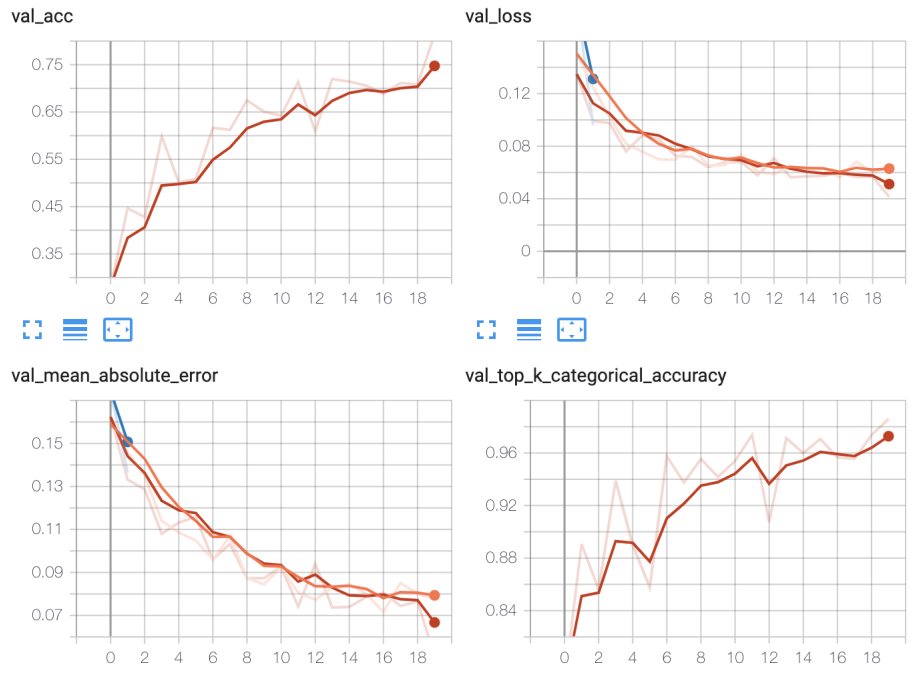 val_acc
0.75
0.65
0.55
0.45
0.35
0 2 4 6 8 10 12 14 16 18
val_loss
0.12
0.08
0.04
0
0 2 4 6 8 10 12 14 16 18
val_mean_absolute_error
0.15
0.13
0.11
0.09
0.07
0 2 4 6 8 10 12 14 16 18
val_top_k_categorical_accuracy
0.96
0.92
0.88
0.84
0 2 4 6 8 10 12 14 16 18